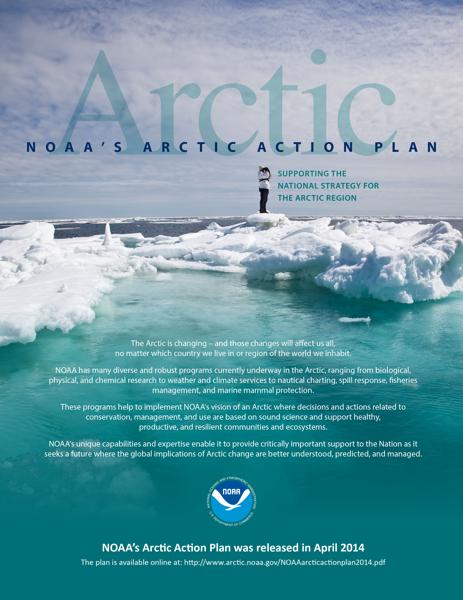 Arctic
NOAA'S ARCTIC ACTION PLAN
SUPPORTING THE
NATIONAL STRATEGY FOR
THE ARCTIC REGION
The Arctic is changing – and those changes will affect us all,
no matter which country we live in or region of the world we inhabit.
NOAA has many diverse and robust programs currently underway in the Arctic, ranging from biological,
physical, and chemical research to weather and climate services to nautical charting, spill response, fisheries
management, and marine mammal protection.
These programs help to implement NOAA's vision of an Arctic where decisions and actions related to
conservation, management, and use are based on sound science and support healthy,
productive, and resilient communities and ecosystems.
NOAA's unique capabilities and expertise enable it to provide critically important support to the Nation as it
seeks a future where the global implications of Arctic change are better understood, predicted, and managed.
NOAA
NOAA's Arctic Action Plan was released in April 2014
The plan is available online at: http://www.arctic.noaa.gov/NOAAarcticactionplan2014.pdf